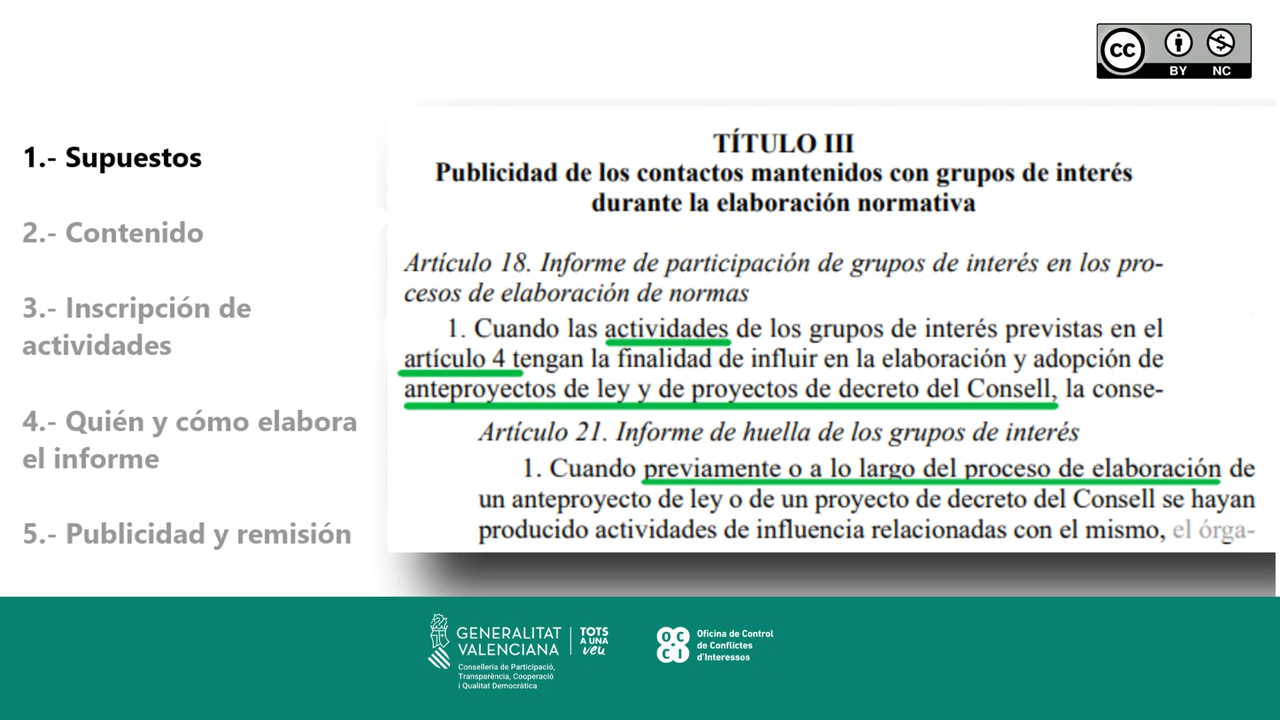 CC
BY NC
1.- Supuestos
2.- Contenido
3.- Inscripción de
actividades
4.- Quién y cómo elabora
el informe
5.- Publicidad y remisión
TÍTULO III
Publicidad de los contactos mantenidos con grupos de interés
durante la elaboración normativa
Artículo 18. Informe de participación de grupos de interés en los pro-
cesos de elaboración de normas
1. Cuando las actividades de los grupos de interés previstas en el
artículo 4 tengan la finalidad de influir en la elaboración y adopción de
anteproyectos de ley y de proyectos de decreto del Consell, la conse-
Artículo 21. Informe de huella de los grupos de interés
1. Cuando previamente o a lo largo del proceso de elaboración de
un anteproyecto de ley o de un proyecto de decreto del Consell se hayan
producido actividades de influencia relacionadas con el mismo, el órga-
GENERALITAT
VALENCIANA
Conselleria de Participació,
Transparència, Cooperació
i Qualitat Democràtica
TOTS
A UNA
veu
OC
CI
Oficina de Control
de Conflictes
d'Interessos